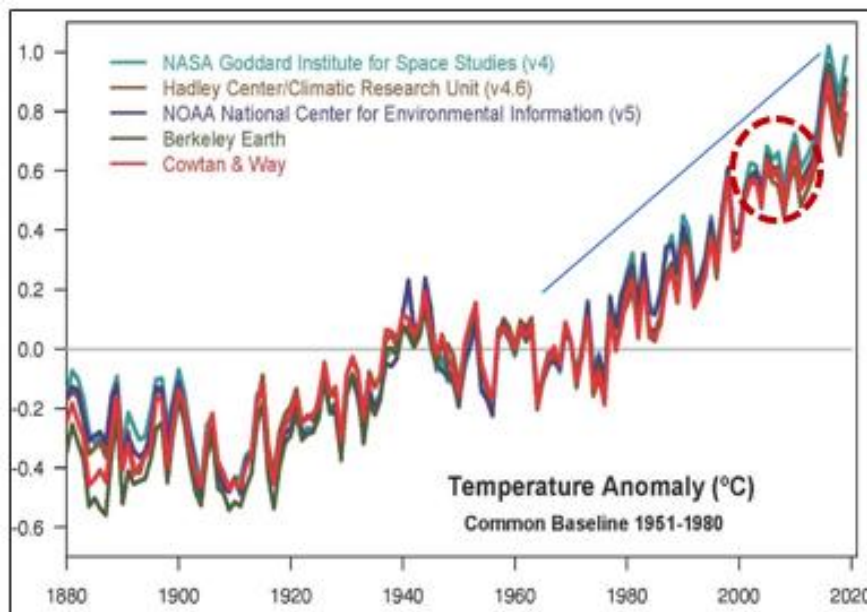 1.0
0.8
0.6
0.4
0.2
0.0
-0.2
-0.4
-0.6
NASA Goddard Institute for Space Studies (v4)
Hadley Center/Climatic Research Unit (v4.6)
NOAA National Center for Environmental Information (v5)
Berkeley Earth
Cowtan & Way
Temperature Anomaly (ºC)
Common Baseline 1951-1980
1880 1900 1920 1940 1960 1980 2000 2020